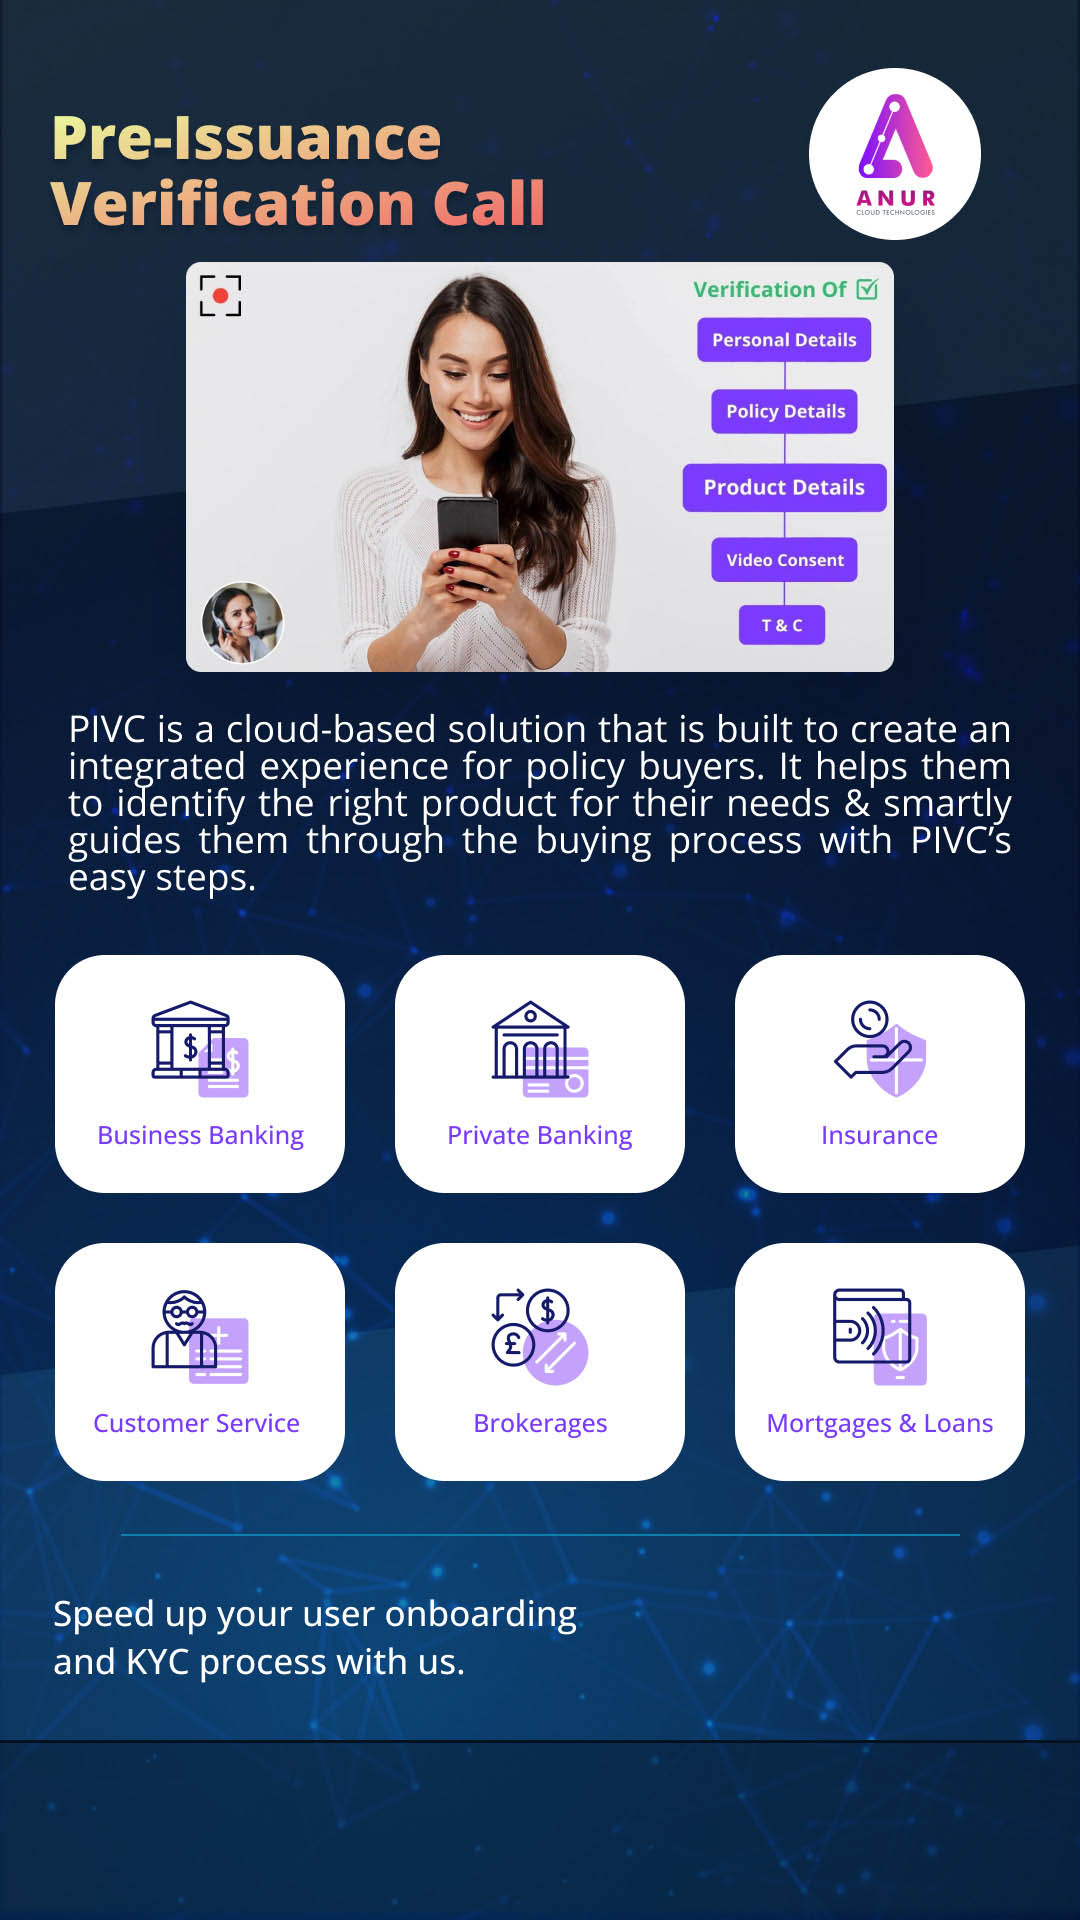 Pre-Issuance
Verification Call
ANUR
CLOUD TECHNOLOGIES
Verification Of
Personal Details
Policy Details
Product Details
Video Consent
T & C
PIVC is a cloud-based solution that is built to create an
integrated experience for policy buyers. It helps them
to identify the right product for their needs & smartly
guides them through the buying process with PIVC’s
easy steps.
$
$
Business Banking
Private Banking
Insurance
Customer Service
$
£
Brokerages
Mortgages & Loans
Speed up your user onboarding
and KYC process with us.